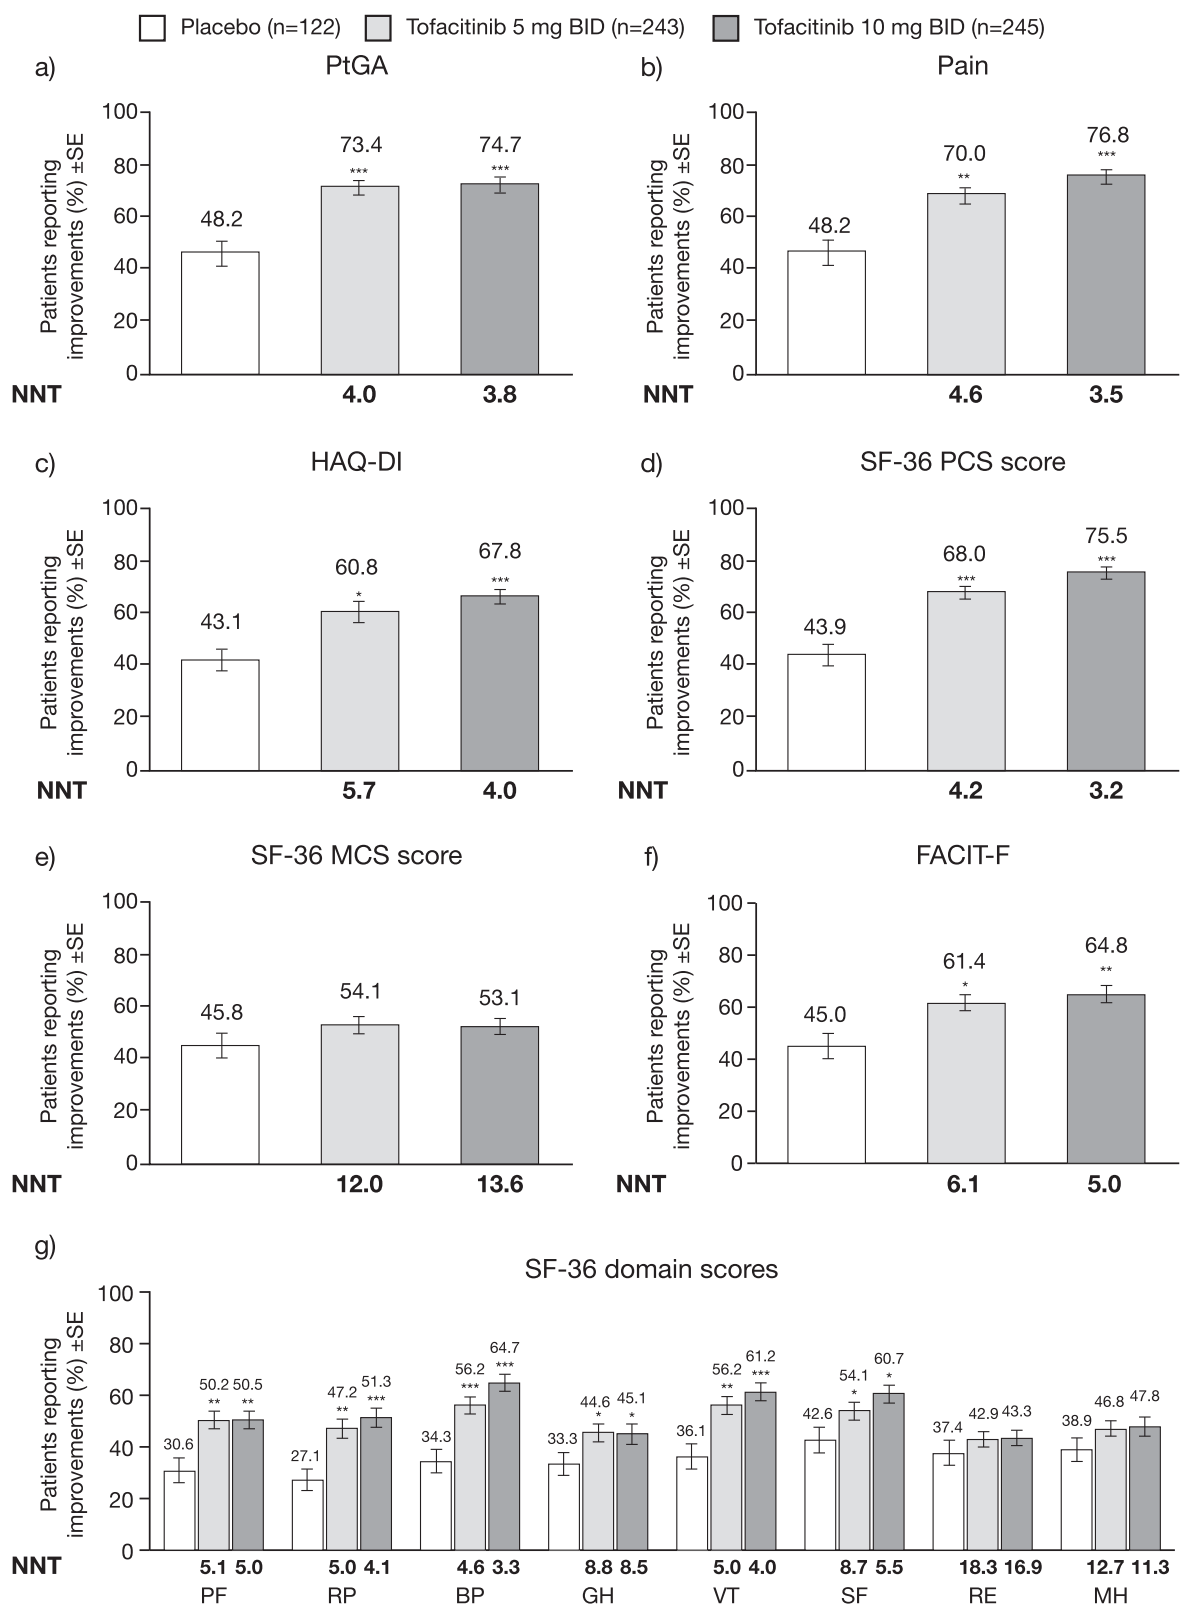 Placebo (n=122) Tofacitinib 5 mg BID (n=243) Tofacitinib 10 mg BID (n=245)
a) PtGA
Patients reporting
improvements (%) ±SE
100
80
60
40
20
0
48.2
73.4
***
74.7
***
NNT 4.0 3.8
b) Pain
Patients reporting
improvements (%) ±SE
100
80
60
40
20
0
48.2
70.0
**
76.8
***
NNT 4.6 3.5
c) HAQ-DI
Patients reporting
improvements (%) ±SE
100
80
60
40
20
0
43.1
60.8
*
67.8
***
NNT 5.7 4.0
d) SF-36 PCS score
Patients reporting
improvements (%) ±SE
100
80
60
40
20
0
43.9
68.0
***
75.5
***
NNT 4.2 3.2
e) SF-36 MCS score
Patients reporting
improvements (%) ±SE
100
80
60
40
20
0
45.8
54.1
53.1
NNT 12.0 13.6
f) FACIT-F
Patients reporting
improvements (%) ±SE
100
80
60
40
20
0
45.0
61.4
*
64.8
**
NNT 6.1 5.0
g)
SF-36 domain scores
Patients reporting
improvements (%) ±SE
100
80
60
40
20
0
30.6 50.2 50.5
** **
27.1 47.2 51.3
** ***
34.3 56.2 64.7
*** ***
33.3 44.6 45.1
* *
36.1 56.2 61.2
** ***
42.6 54.1 60.7
* *
37.4 42.9 43.3
38.9 46.8 47.8
NNT 5.1 5.0 5.0 4.1 4.6 3.3 8.8 8.5 5.0 4.0 8.7 5.5 18.3 16.9 12.7 11.3
PF RP BP GH VT SF RE MH